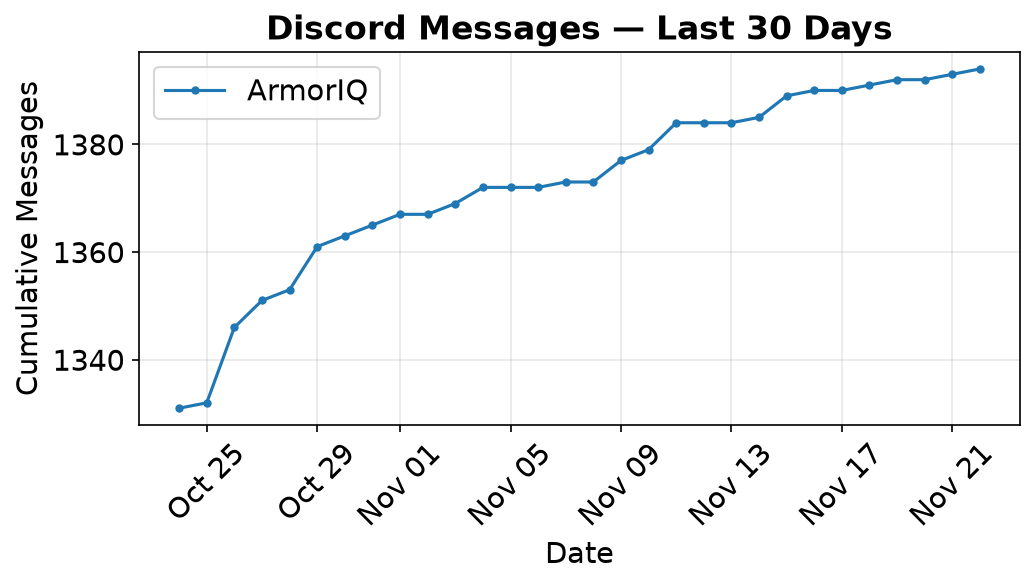 Discord Messages — Last 30 Days
ArmorIQ
Cumulative Messages
1380
1360
1340
Oct 25
Oct 29
Nov 01
Nov 05
Nov 09
Nov 13
Nov 17
Nov 21
Date